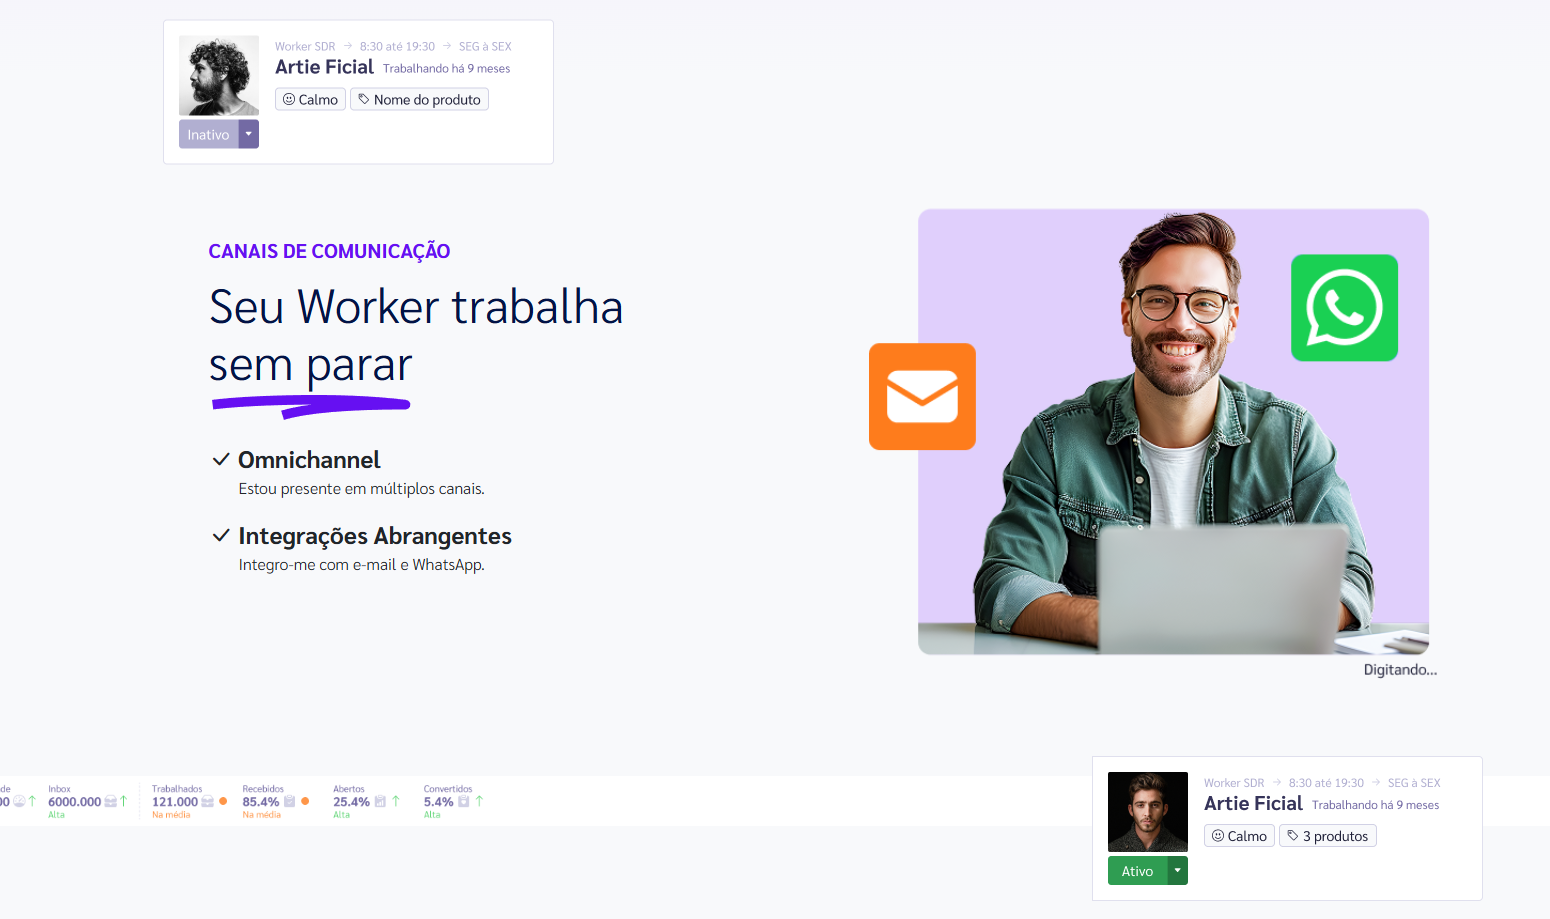 Worker SDR → 8:30 até 19:30 → SEG à SEX
Artie Ficial Trabalhando há 9 meses
Calmo Nome do produto
Inativo
CANAIS DE COMUNICAÇÃO
Seu Worker trabalha
sem parar
Omnichannel
Estou presente em múltiplos canais.
Integrações Abrangentes
Integro-me com e-mail e WhatsApp.
Digitando...
Inbox Trabalhados Recebidos Abertos Convertidos
6000.000 121.000 85.4% 25.4% 5.4%
Alta Na média Na média Alta Alta
Worker SDR → 8:30 até 19:30 → SEG à SEX
Artie Ficial Trabalhando há 9 meses
Calmo 3 produtos
Ativo